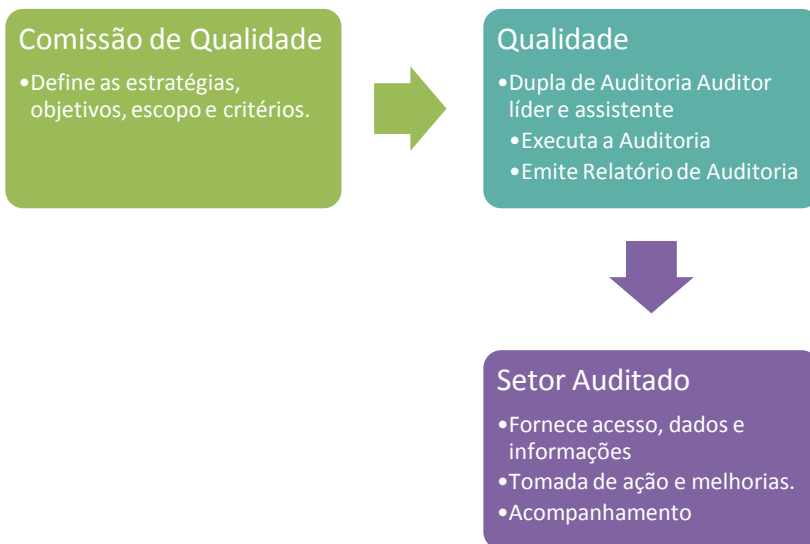 Comissão de Qualidade
•Define as estratégias,
objetivos, escopo e critérios.
Qualidade
•Dupla de Auditoria Auditor
líder e assistente
•Executa a Auditoria
•Emite Relatório de Auditoria
Setor Auditado
•Fornece acesso, dados e
informações
•Tomada de ação e melhorias.
•Acompanhamento